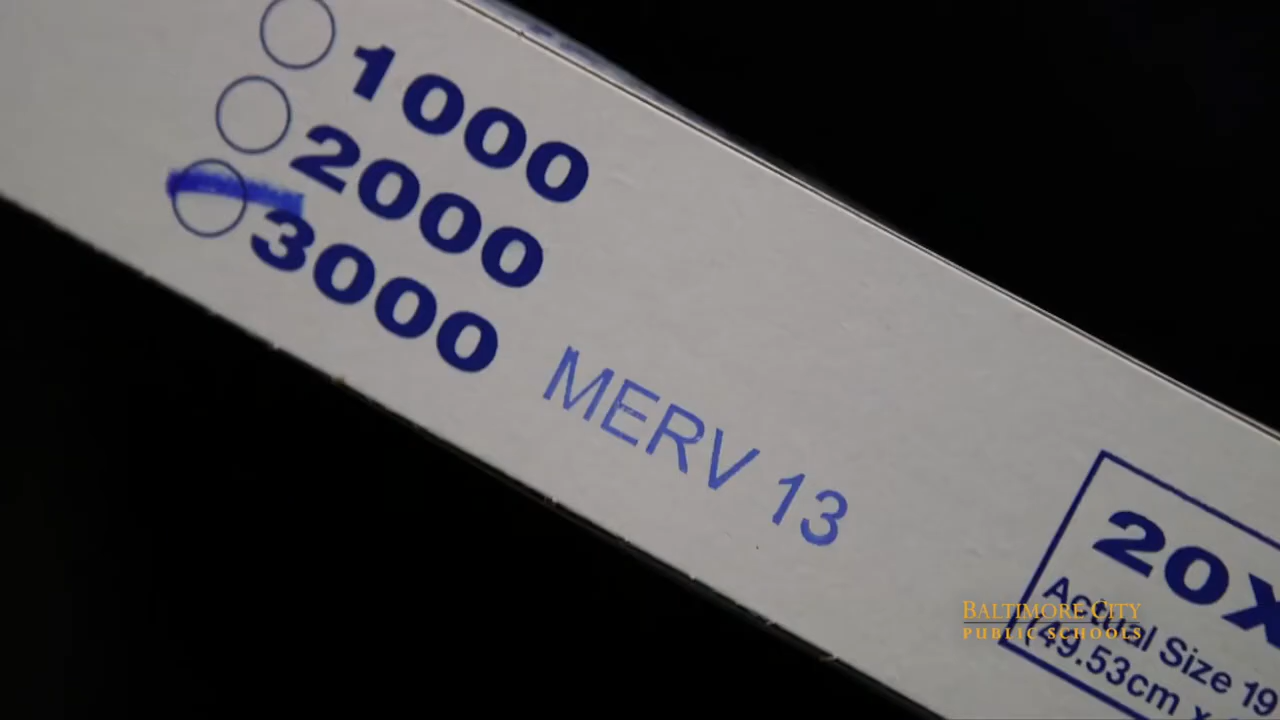 1000
2000
3000
MERV 13
20X
Actual Size 19
(49.53cm x
BALTIMORE CITY
PUBLIC SCHOOLS